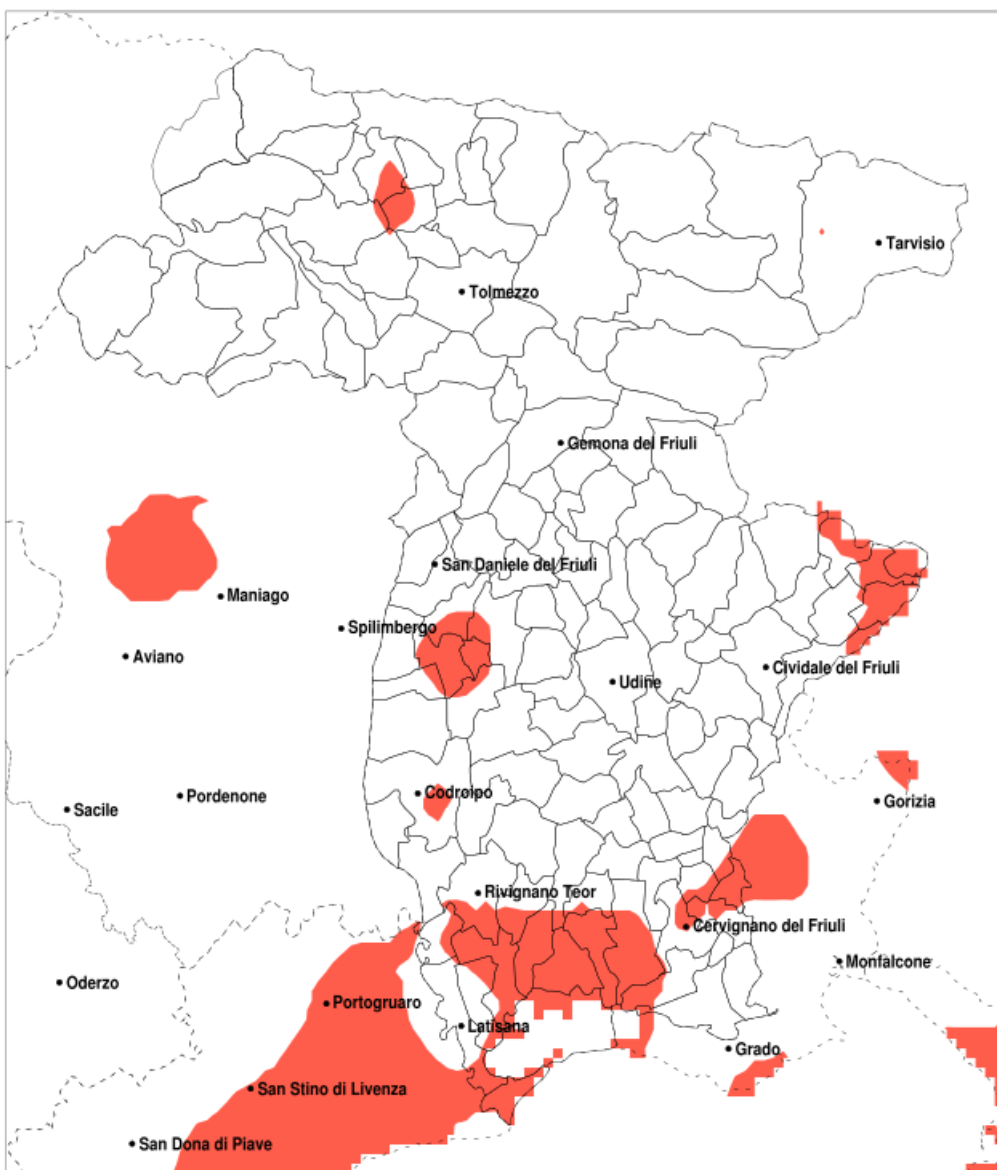 Tarvisio
Tolmezzo
Gemona del Friuli
San Daniele del Friuli
Maniago
Spilimbergo
Aviano
Cividale del Friuli
Udine
Codroipo
Pordenone
Gorizia
Sacile
Rivignano Teor
Cervignano del Friuli
Monfalcone
Oderzo
Portogruaro
Latisana
Grado
San Stino di Livenza
San Dona di Piave